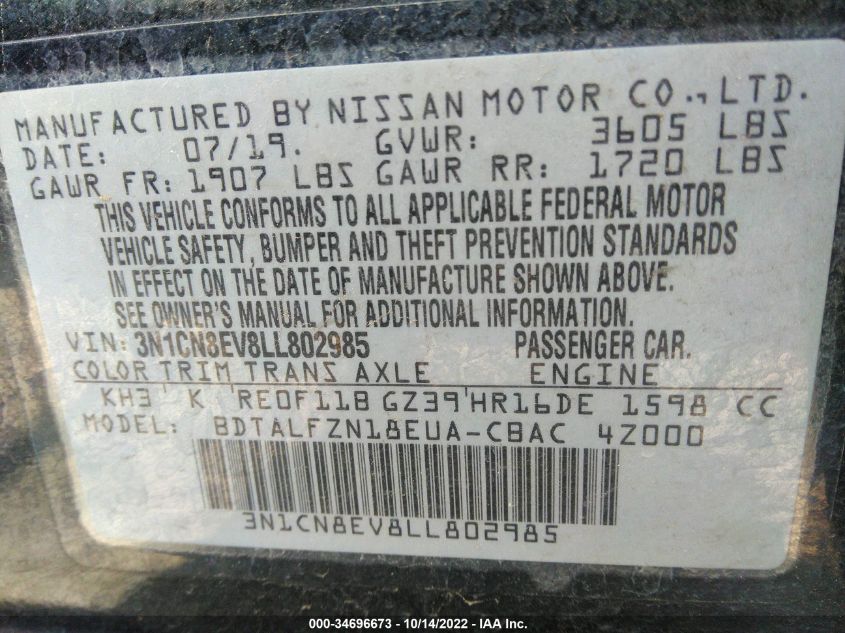 MANUFACTURED BY NISSAN MOTOR CO., LTD.
DATE: 07/19. GVWR: 3605 LBS
GAWR FR: 1907 LBS GAWR RR: 1720 LBS
THIS VEHICLE CONFORMS TO ALL APPLICABLE FEDERAL MOTOR
VEHICLE SAFETY, BUMPER AND THEFT PREVENTION STANDARDS
IN EFFECT ON THE DATE OF MANUFACTURE SHOWN ABOVE.
SEE OWNER'S MANUAL FOR ADDITIONAL INFORMATION.
VIN: 3N1CN8EV8LL802985 PASSENGER CAR.
COLOR TRIM TRANS AXLE ENGINE
KH3 ' K 'RE0F11B GZ39'HR16DE 1598 CC
MODEL: BDTALFZN18EUA-CBAC 4Z000
3N1CN8EV8LL802985
000-34696673 - 10/14/2022 - IAA Inc.